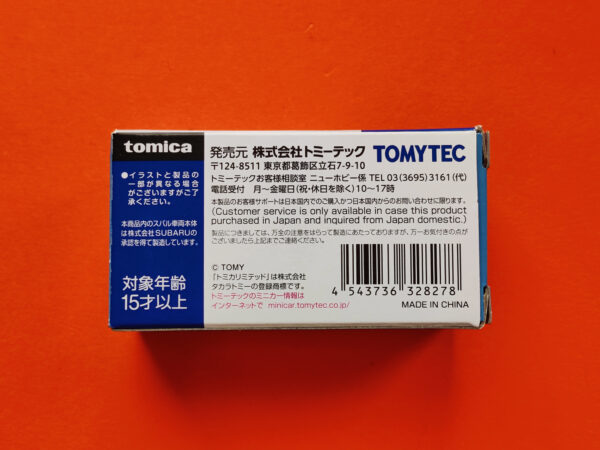 tomica
●イラストと製品の
一部が異なる場合
がございますがご了
承ください。
本商品内のスバル車両本体
は株式会社SUBARUの
承認を得て製造しています。
対象年齢
15才以上
発売元 株式会社トミーテック TOMYTEC
〒124-8511 東京都葛飾区立石7-9-10
トミーテックお客様相談室 ニューホビー係 TEL 03(3695)3161(代)
電話受付 月〜金曜日(祝・休日を除く)10〜17時
本製品のお客様サポートは日本国内でのご購入かつ日本国内からのお問い合わせに限ります。
(Customer service is only available in case this product
purchased in Japan and inquired from Japan domestic.)
製品につきましては、万全の注意をはらって製造にあたっておりますが、万一お気付きの点が
ございましたら上記までご連絡ください。
© TOMY
「トミカリミテッド」は株式会社
タカラトミーの登録商標です。
トミーテックのミニカー情報は
インターネットで minicar.tomytec.co.jp/
4 543736 328278
MADE IN CHINA